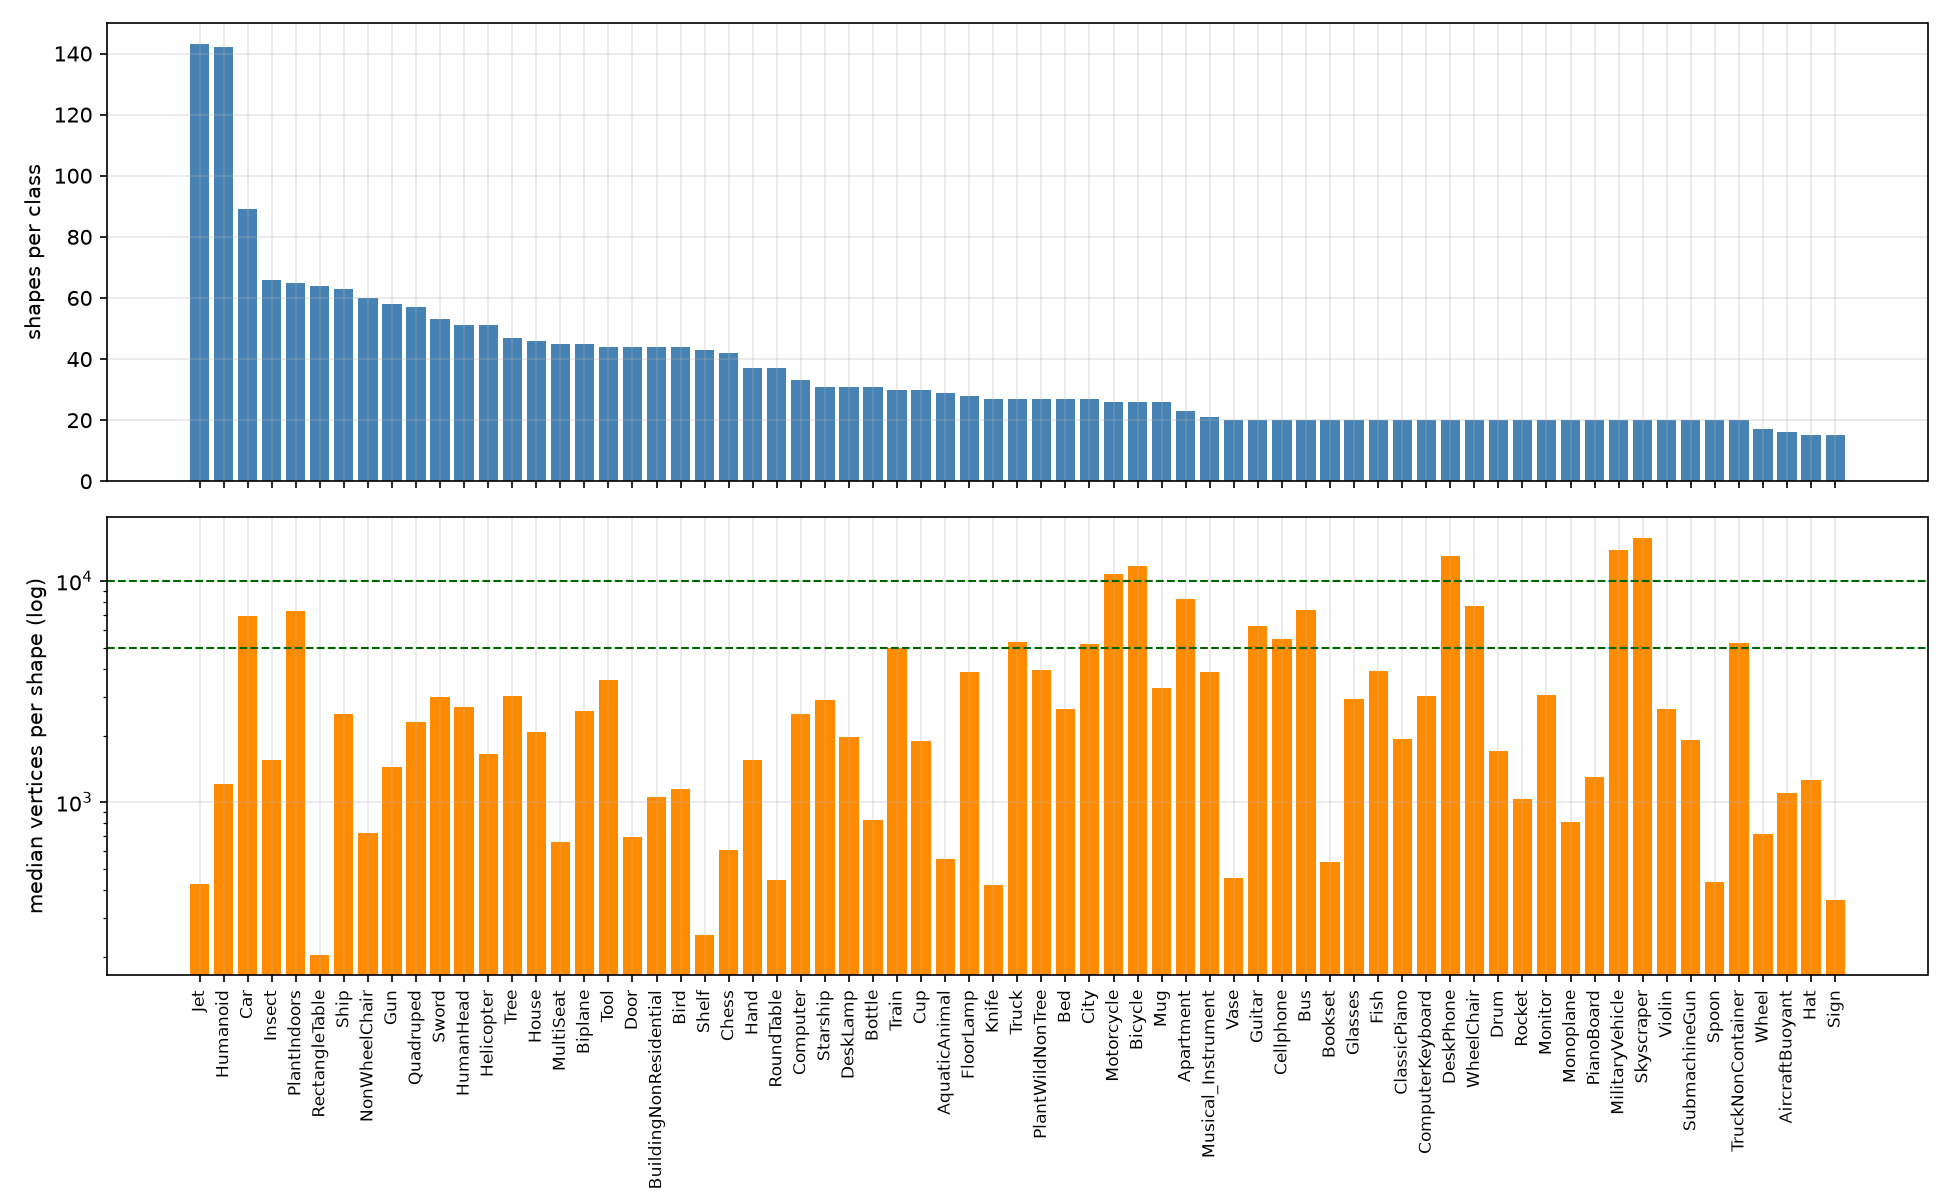 shapes per class
140
120
100
80
60
40
20
0
median vertices per shape (log)
10⁴
10³
Jet
Humanoid
Car
Insect
PlantIndoors
RectangleTable
Ship
NonWheelChair
Gun
Quadruped
Sword
HumanHead
Helicopter
Tree
House
MultiSeat
Biplane
Tool
Door
BuildingNonResidential
Bird
Shelf
Chess
Hand
RoundTable
Computer
Starship
DeskLamp
Bottle
Train
Cup
AquaticAnimal
FloorLamp
Knife
Truck
PlantWildNonTree
Bed
City
Motorcycle
Bicycle
Mug
Apartment
Musical_Instrument
Vase
Guitar
Cellphone
Bus
Bookset
Glasses
Fish
ClassicPiano
ComputerKeyboard
DeskPhone
WheelChair
Drum
Rocket
Monitor
Monoplane
PianoBoard
MilitaryVehicle
Skyscraper
Violin
SubmachineGun
Spoon
TruckNonContainer
Wheel
AircraftBuoyant
Hat
Sign